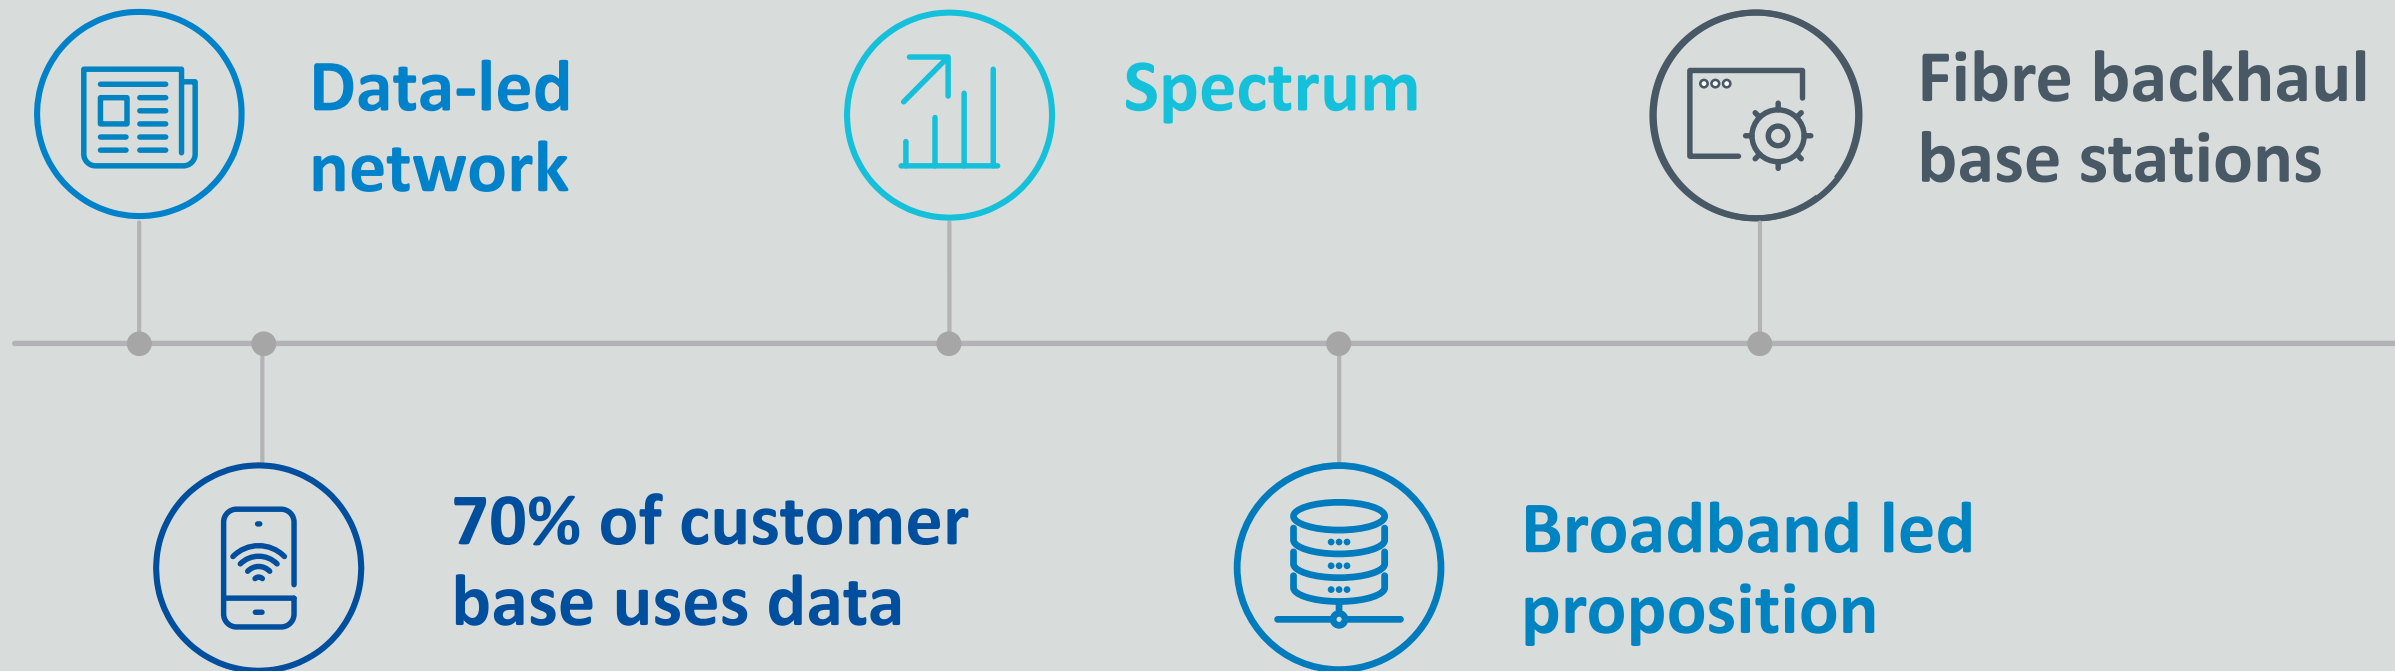 Data-led
network
Spectrum
Fibre backhaul
base stations
70% of customer
base uses data
Broadband led
proposition